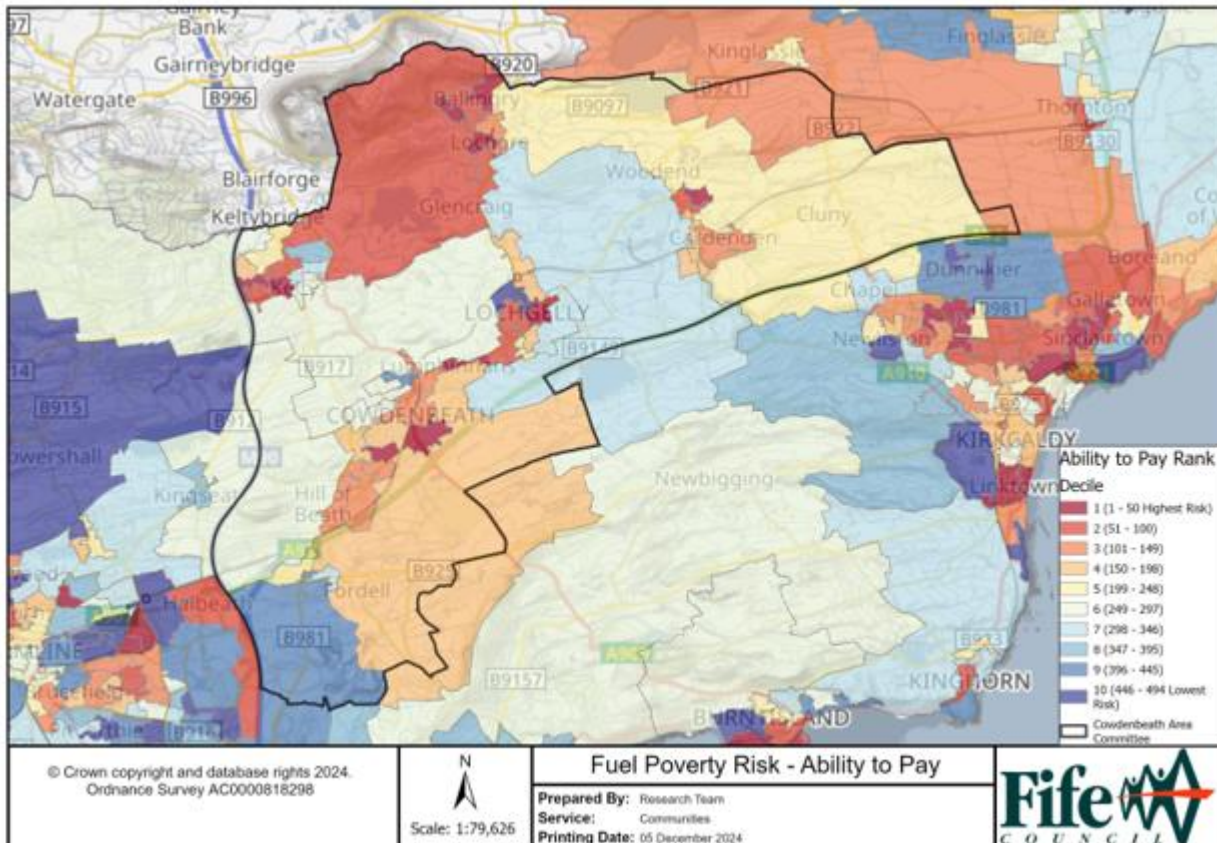 Bank
Gairneybridge
Watergate
B996
B920
Kinglassie
Finglassie
B921
B9097
B922
Ballingry
Lochore
Thornton
Blairforge
Keltybridge
Glencraig
Woodend
Cluny
Cardenden
Dunnikier
Boreland
Chapel
B981
Gallatown
Sinclairtown
LOCHGELLY
B9149
B917
Lumphinnans
B915
COWDENBEATH
KIRKCALDY
Linktown
Kingseat
Hill of
Beath
Newbigging
Fordell
B925
Halbeath
B981
B9157
B923
KINGHORN
BURNTISLAND
Ability to Pay Rank
Decile
1 (1 - 50 Highest Risk)
2 (51 - 100)
3 (101 - 149)
4 (150 - 198)
5 (199 - 248)
6 (249 - 297)
7 (298 - 346)
8 (347 - 395)
9 (396 - 445)
10 (446 - 494 Lowest
Risk)
Cowdenbeath Area
Committee
© Crown copyright and database rights 2024.
Ordnance Survey AC0000818298
N
Scale: 1:79,626
Fuel Poverty Risk - Ability to Pay
Prepared By: Research Team
Service: Communities
Printing Date: 05 December 2024
Fife
COUNCIL